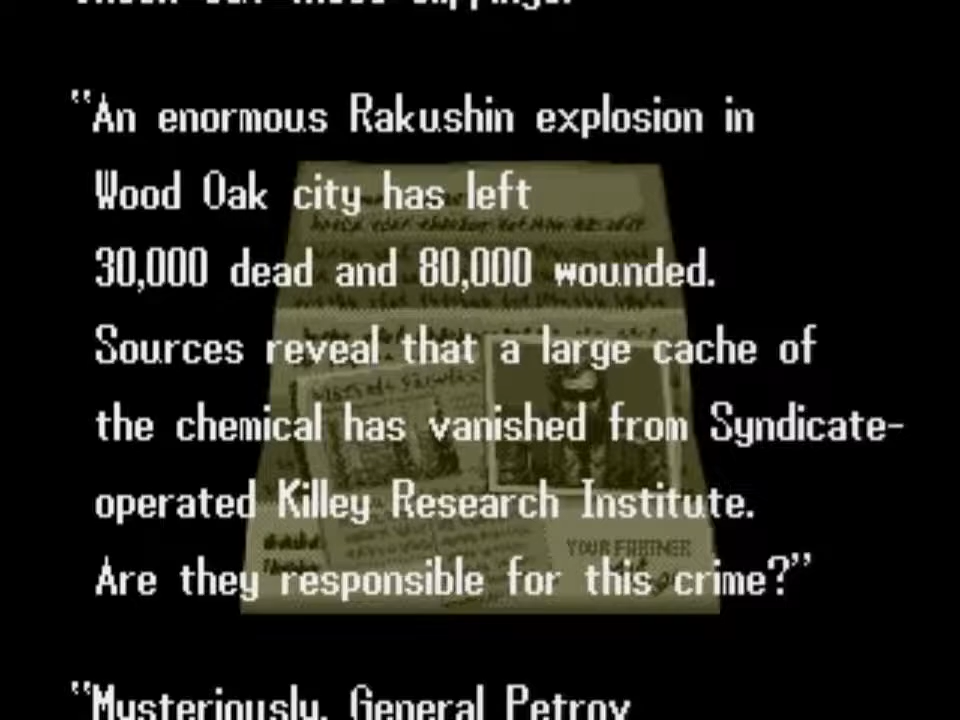 “An enormous Rakushin explosion in
Wood Oak city has left
30,000 dead and 80,000 wounded.
Sources reveal that a large cache of
the chemical has vanished from Syndicate-
operated Killey Research Institute.
Are they responsible for this crime?”
“Mysteriously, General Petrov
YOUR PARTNER